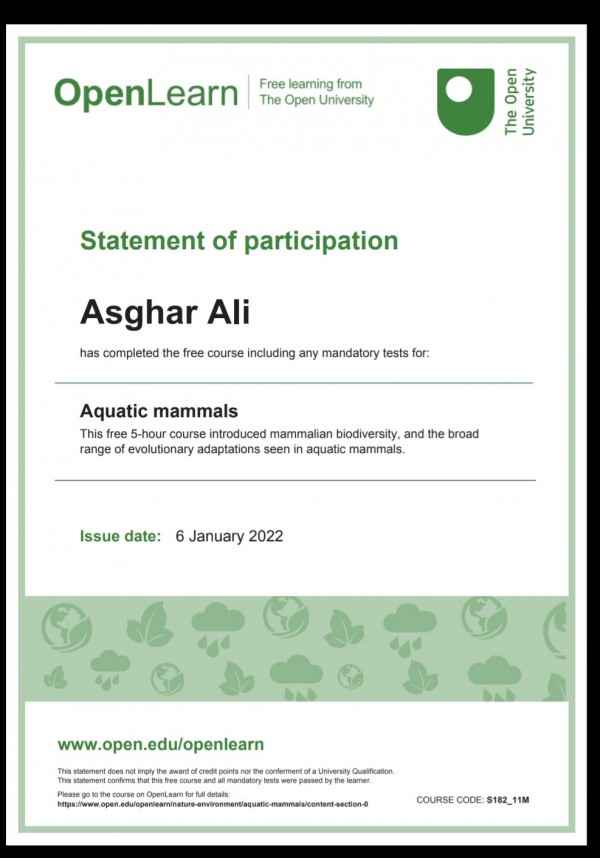 OpenLearn
Free learning from
The Open University
The Open
University
Statement of participation
Asghar Ali
has completed the free course including any mandatory tests for:
Aquatic mammals
This free 5-hour course introduced mammalian biodiversity, and the broad
range of evolutionary adaptations seen in aquatic mammals.
Issue date: 6 January 2022
www.open.edu/openlearn
This statement does not imply the award of credit points nor the conferment of a University Qualification.
This statement confirms that this free course and all mandatory tests were passed by the learner.
Please go to the course on OpenLearn for full details:
https://www.open.edu/openlearn/nature-environment/aquatic-mammals/content-section-0
COURSE CODE: S182_11M